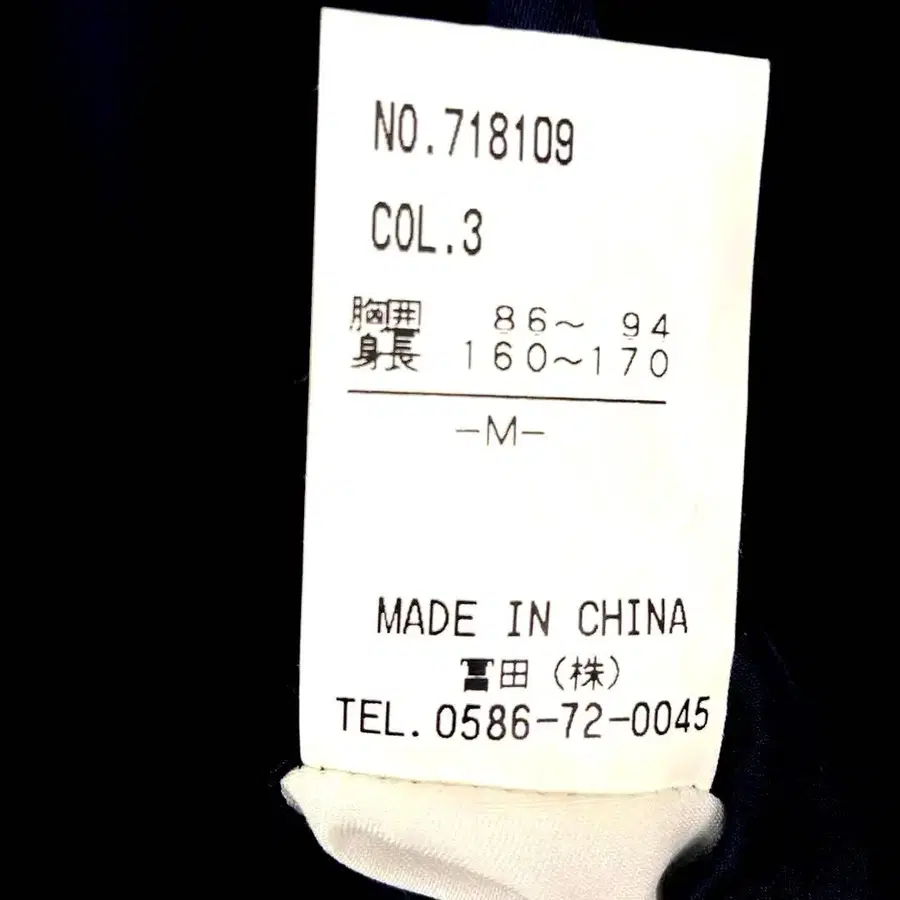 NO.718109
COL.3
胸囲 86〜 94
身長 160〜170
-M-
MADE IN CHINA
冨田（株）
TEL.0586-72-0045